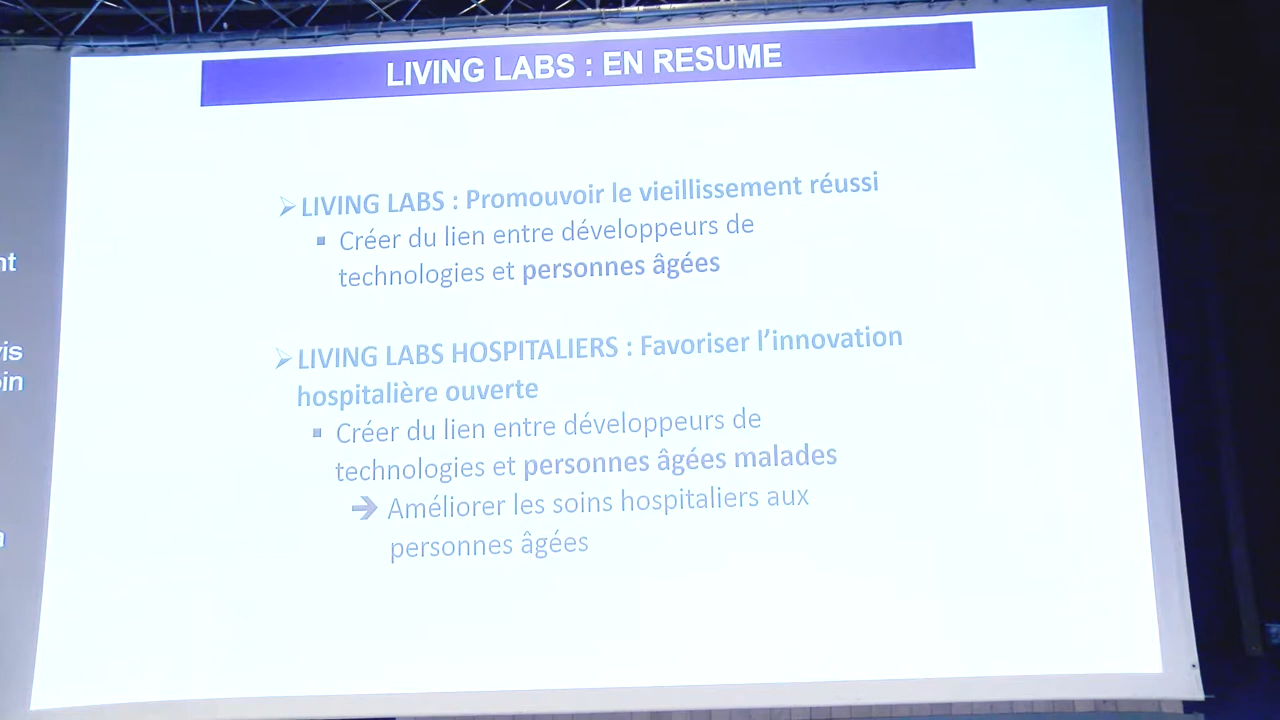 LIVING LABS : EN RESUME
➢LIVING LABS : Promouvoir le vieillissement réussi
▪ Créer du lien entre développeurs de
technologies et personnes âgées
➢LIVING LABS HOSPITALIERS : Favoriser l’innovation
hospitalière ouverte
▪ Créer du lien entre développeurs de
technologies et personnes âgées malades
➔ Améliorer les soins hospitaliers aux
personnes âgées